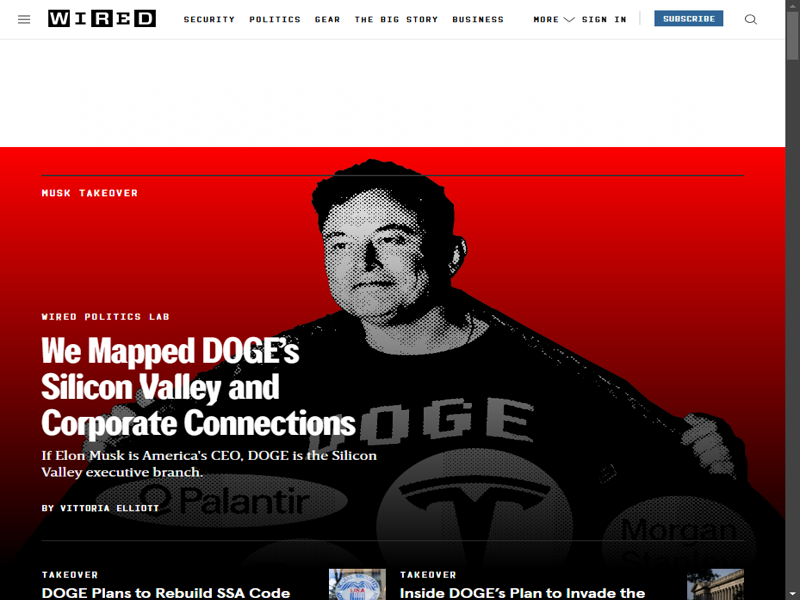 WIRED
SECURITY POLITICS GEAR THE BIG STORY BUSINESS MORE SIGN IN SUBSCRIBE
MUSK TAKEOVER
WIRED POLITICS LAB
We Mapped DOGE's
Silicon Valley and
Corporate Connections
If Elon Musk is America's CEO, DOGE is the Silicon
Valley executive branch.
BY VITTORIA ELLIOTT
DOGE
Palantir
Morgan
Stanley
TAKEOVER
DOGE Plans to Rebuild SSA Code
TAKEOVER
Inside DOGE's Plan to Invade the